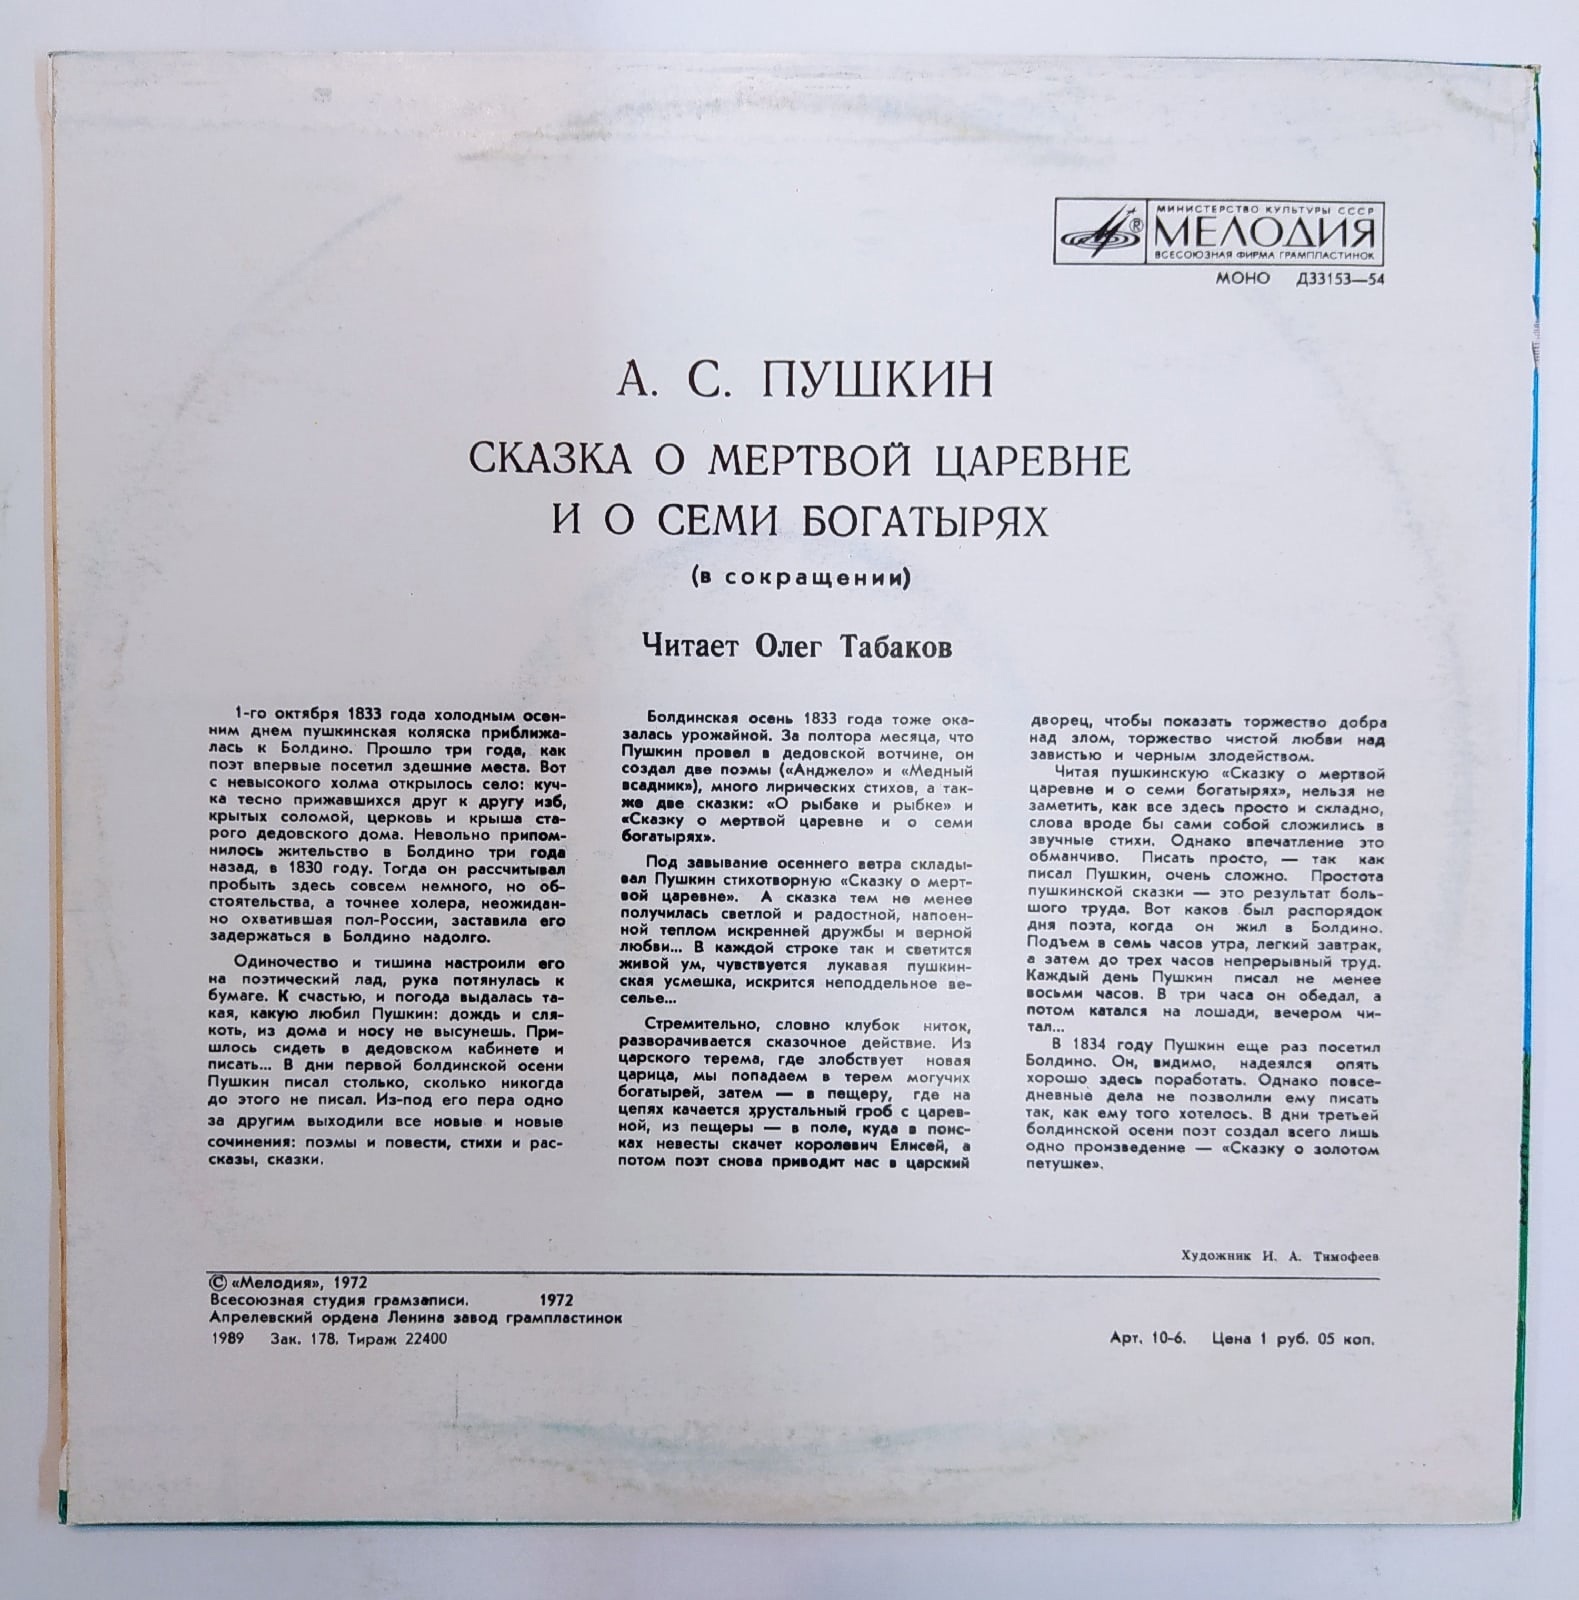 МИНИСТЕРСТВО КУЛЬТУРЫ СССР
®
МЕЛОДИЯ
ВСЕСОЮЗНАЯ ФИРМА ГРАМПЛАСТИНОК
МОНО Д33153—54
А. С. ПУШКИН
СКАЗКА О МЕРТВОЙ ЦАРЕВНЕ
И О СЕМИ БОГАТЫРЯХ
(в сокращении)
Читает Олег Табаков
1-го октября 1833 года холодным осен-
ним днем пушкинская коляска приближа-
лась к Болдино. Прошло три года, как
поэт впервые посетил здешние места. Вот
с невысокого холма открылось село: куч-
ка тесно прижавшихся друг к другу изб,
крытых соломой, церковь и крыша ста-
рого дедовского дома. Невольно припом-
нилось жительство в Болдино три года
назад, в 1830 году. Тогда он рассчитывал
пробыть здесь совсем немного, но об-
стоятельства, а точнее холера, неожидан-
но охватившая пол-России, заставила его
задержаться в Болдино надолго.
Одиночество и тишина настроили его
на поэтический лад, рука потянулась к
бумаге. К счастью, и погода выдалась та-
кая, какую любил Пушкин: дождь и сля-
коть, из дома и носу не высунешь. При-
шлось сидеть в дедовском кабинете и
писать... В дни первой болдинской осени
Пушкин писал столько, сколько никогда
до этого не писал. Из-под его пера одно
за другим выходили все новые и новые
сочинения: поэмы и повести, стихи и рас-
сказы, сказки.
Болдинская осень 1833 года тоже ока-
залась урожайной. За полтора месяца, что
Пушкин провел в дедовской вотчине, он
создал две поэмы («Анджело» и «Медный
всадник»), много лирических стихов, а так-
же две сказки: «О рыбаке и рыбке» и
«Сказку о мертвой царевне и о семи
богатырях».
Под завывание осеннего ветра склады-
вал Пушкин стихотворную «Сказку о мерт-
вой царевне». А сказка тем не менее
получилась светлой и радостной, напоен-
ной теплом искренней дружбы и верной
любви... В каждой строке так и светится
живой ум, чувствуется лукавая пушкин-
ская усмешка, искрится неподдельное ве-
селье...
Стремительно, словно клубок ниток,
разворачивается сказочное действие. Из
царского терема, где злобствует новая
царица, мы попадаем в терем могучих
богатырей, затем — в пещеру, где на
цепях качается хрустальный гроб с царев-
ной, из пещеры — в поле, куда в поис-
ках невесты скачет королевич Елисей, а
потом поэт снова приводит нас в царский
дворец, чтобы показать торжество добра
над злом, торжество чистой любви над
завистью и черным злодейством.
Читая пушкинскую «Сказку о мертвой
царевне и о семи богатырях», нельзя не
заметить, как все здесь просто и складно,
слова вроде бы сами собой сложились в
звучные стихи. Однако впечатление это
обманчиво. Писать просто, — так как
писал Пушкин, очень сложно. Простота
пушкинской сказки — это результат боль-
шого труда. Вот каков был распорядок
дня поэта, когда он жил в Болдино.
Подъем в семь часов утра, легкий завтрак,
а затем до трех часов непрерывный труд.
Каждый день Пушкин писал не менее
восьми часов. В три часа он обедал, а
потом катался на лошади, вечером чи-
тал...
В 1834 году Пушкин еще раз посетил
Болдино. Он, видимо, надеялся опять
хорошо здесь поработать. Однако повсе-
дневные дела не позволили ему писать
так, как ему того хотелось. В дни третьей
болдинской осени поэт создал всего лишь
одно произведение — «Сказку о золотом
петушке».
Художник И. А. Тимофеев
© «Мелодия», 1972
Всесоюзная студия грамзаписи. 1972
Апрелевский ордена Ленина завод грампластинок
1989 Зак. 178. Тираж 22400
Арт. 10-6. Цена 1 руб. 05 коп.